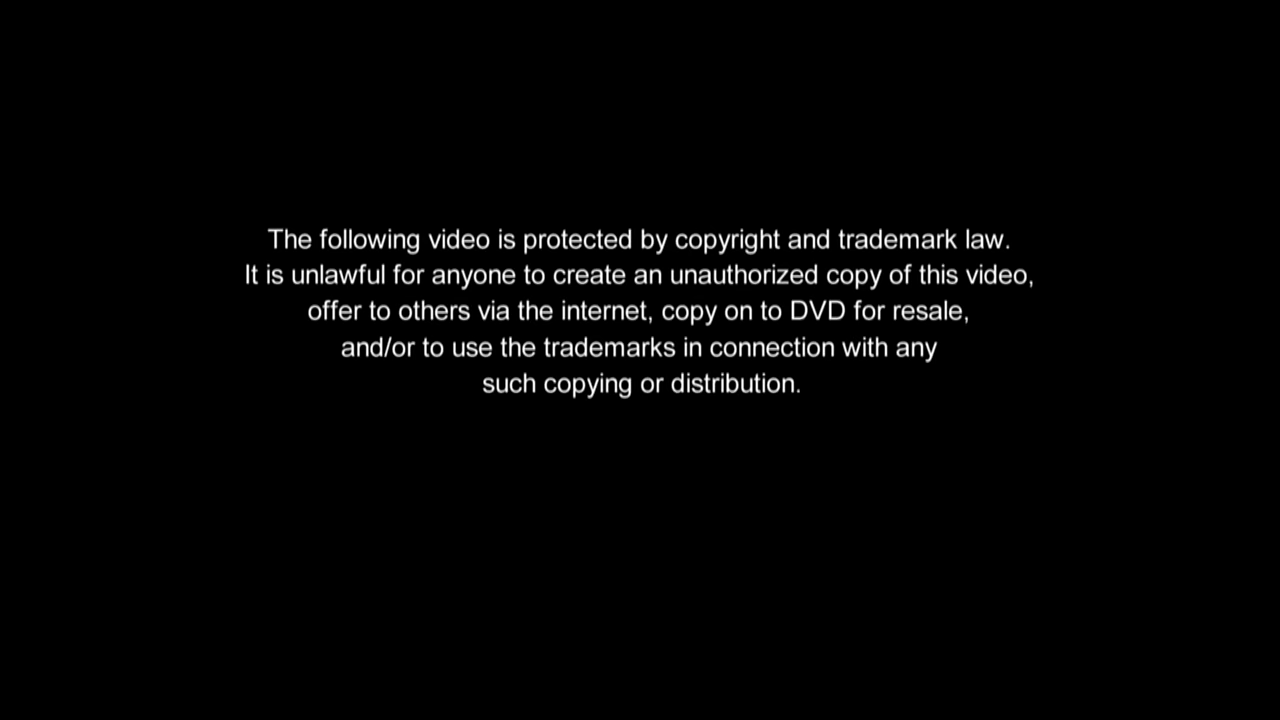 The following video is protected by copyright and trademark law.
It is unlawful for anyone to create an unauthorized copy of this video,
offer to others via the internet, copy on to DVD for resale,
and/or to use the trademarks in connection with any
such copying or distribution.